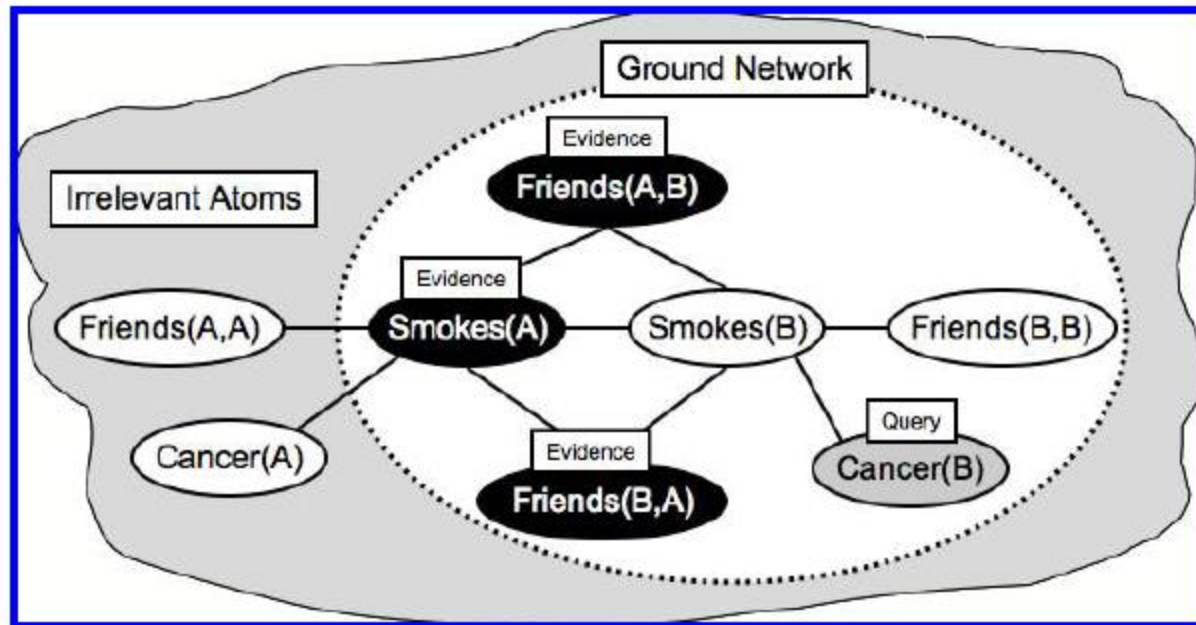 Ground Network
Evidence
Friends(A,B)
Irrelevant Atoms
Evidence
Friends(A,A)
Smokes(A)
Smokes(B)
Friends(B,B)
Query
Cancer(A)
Evidence
Cancer(B)
Friends(B,A)